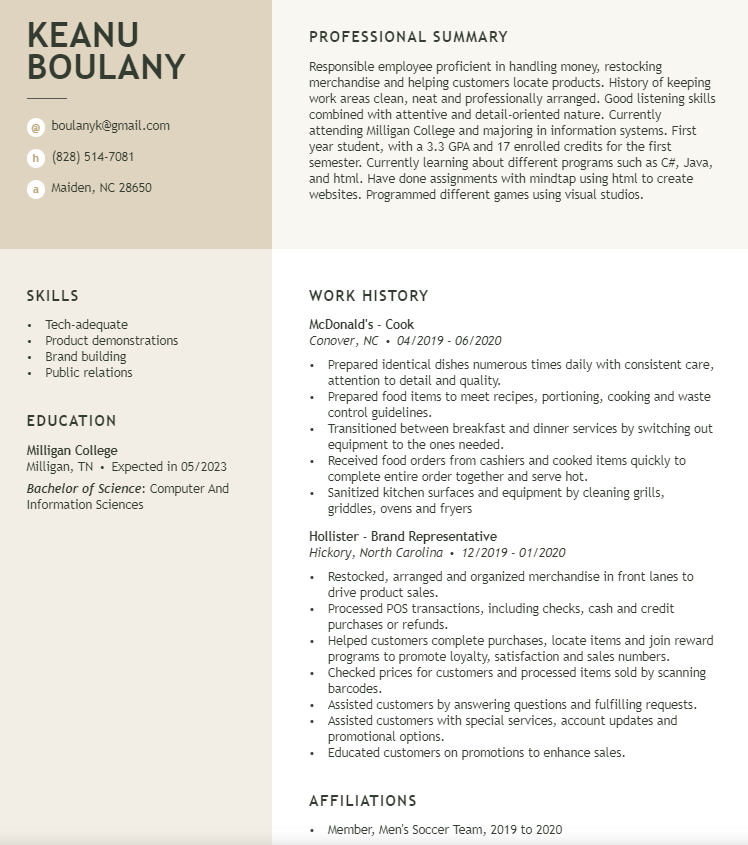 KEANU
BOULANY
@ boulanyk@gmail.com
h (828) 514-7081
a Maiden, NC 28650
PROFESSIONAL SUMMARY
Responsible employee proficient in handling money, restocking
merchandise and helping customers locate products. History of keeping
work areas clean, neat and professionally arranged. Good listening skills
combined with attentive and detail-oriented nature. Currently
attending Milligan College and majoring in information systems. First
year student, with a 3.3 GPA and 17 enrolled credits for the first
semester. Currently learning about different programs such as C#, Java,
and html. Have done assignments with mindtap using html to create
websites. Programmed different games using visual studios.
SKILLS
• Tech-adequate
• Product demonstrations
• Brand building
• Public relations
EDUCATION
Milligan College
Milligan, TN • Expected in 05/2023
Bachelor of Science: Computer And
Information Sciences
WORK HISTORY
McDonald's - Cook
Conover, NC • 04/2019 - 06/2020
• Prepared identical dishes numerous times daily with consistent care,
attention to detail and quality.
• Prepared food items to meet recipes, portioning, cooking and waste
control guidelines.
• Transitioned between breakfast and dinner services by switching out
equipment to the ones needed.
• Received food orders from cashiers and cooked items quickly to
complete entire order together and serve hot.
• Sanitized kitchen surfaces and equipment by cleaning grills,
griddles, ovens and fryers
Hollister - Brand Representative
Hickory, North Carolina • 12/2019 - 01/2020
• Restocked, arranged and organized merchandise in front lanes to
drive product sales.
• Processed POS transactions, including checks, cash and credit
purchases or refunds.
• Helped customers complete purchases, locate items and join reward
programs to promote loyalty, satisfaction and sales numbers.
• Checked prices for customers and processed items sold by scanning
barcodes.
• Assisted customers by answering questions and fulfilling requests.
• Assisted customers with special services, account updates and
promotional options.
• Educated customers on promotions to enhance sales.
AFFILIATIONS
• Member, Men's Soccer Team, 2019 to 2020